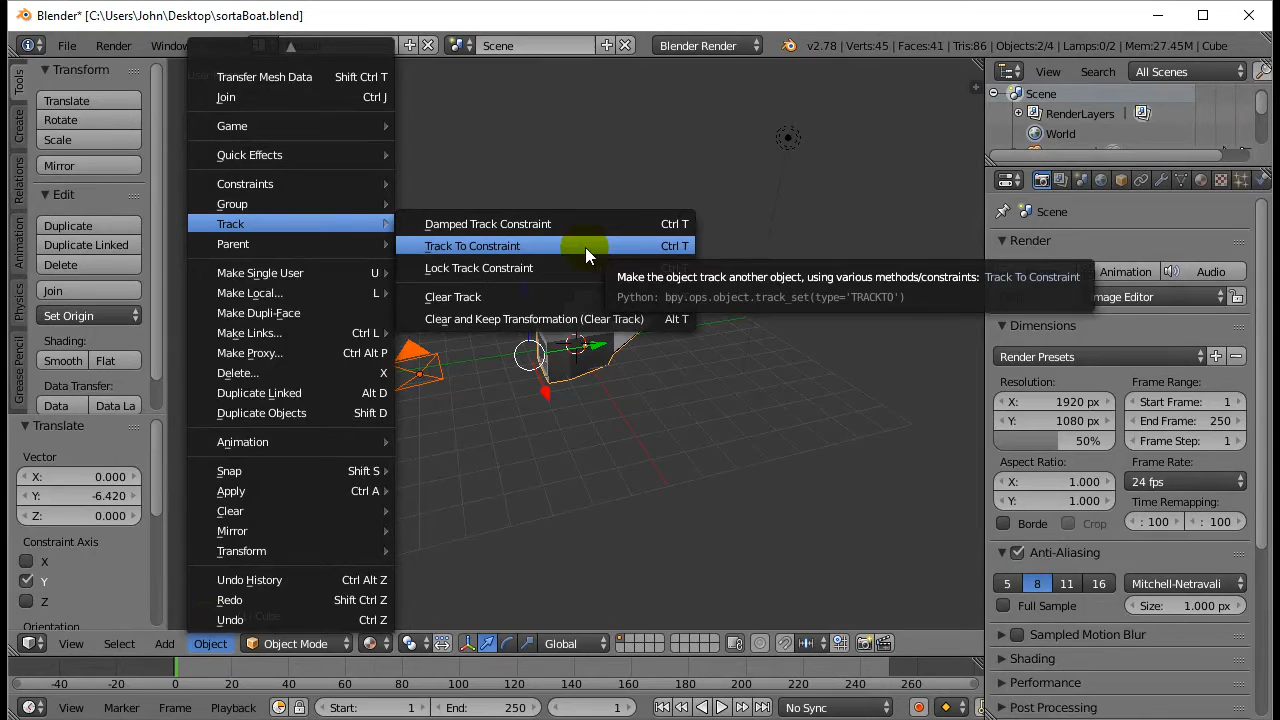 Blender* [C:\Users\John\Desktop\sortaBoat.blend]
File Render Window Scene Blender Render v2.78 | Verts:45 | Faces:41 | Tris:86 | Objects:2/4 | Lamps:0/2 | Mem:27.45M | Cube
Tools
Create
Relations
Animation
Physics
Grease Pencil
Transform
Translate
Rotate
Scale
Mirror
Edit
Duplicate
Duplicate Linked
Delete
Join
Set Origin
Shading:
Smooth Flat
Data Transfer:
Data Data La
Translate
Vector
X: 0.000
Y: -6.420
Z: 0.000
Constraint Axis
X
Y
Z
Orientation
Transfer Mesh Data Shift Ctrl T
Join Ctrl J
Game
Quick Effects
Constraints
Group
Track
Parent
Make Single User U
Make Local... L
Make Dupli-Face
Make Links... Ctrl L
Make Proxy... Ctrl Alt P
Delete... X
Duplicate Linked Alt D
Duplicate Objects Shift D
Animation
Snap Shift S
Apply Ctrl A
Clear
Mirror
Transform
Undo History Ctrl Alt Z
Redo Shift Ctrl Z
Undo Ctrl Z
Damped Track Constraint Ctrl T
Track To Constraint Ctrl T
Lock Track Constraint
Clear Track
Clear and Keep Transformation (Clear Track) Alt T
Make the object track another object, using various methods/constraints: Track To Constraint
Python: bpy.ops.object.track_set(type='TRACKTO')
View Search All Scenes
Scene
RenderLayers
World
Scene
Render
Animation Audio
mage Editor
Dimensions
Render Presets
Resolution: Frame Range:
X: 1920 px Start Frame: 1
Y: 1080 px End Frame: 250
50% Frame Step: 1
Aspect Ratio: Frame Rate:
X: 1.000 24 fps
Y: 1.000 Time Remapping:
Borde Crop : 100 : 100
Anti-Aliasing
5 8 11 16 Mitchell-Netravali
Full Sample Size: 1.000 px
Sampled Motion Blur
Shading
Performance
Post Processing
View Select Add Object Object Mode Global
-40 -20 0 20 40 60 80 100 120 140 160 180 200 220 240 260
View Marker Frame Playback Start: 1 End: 250 1 No Sync